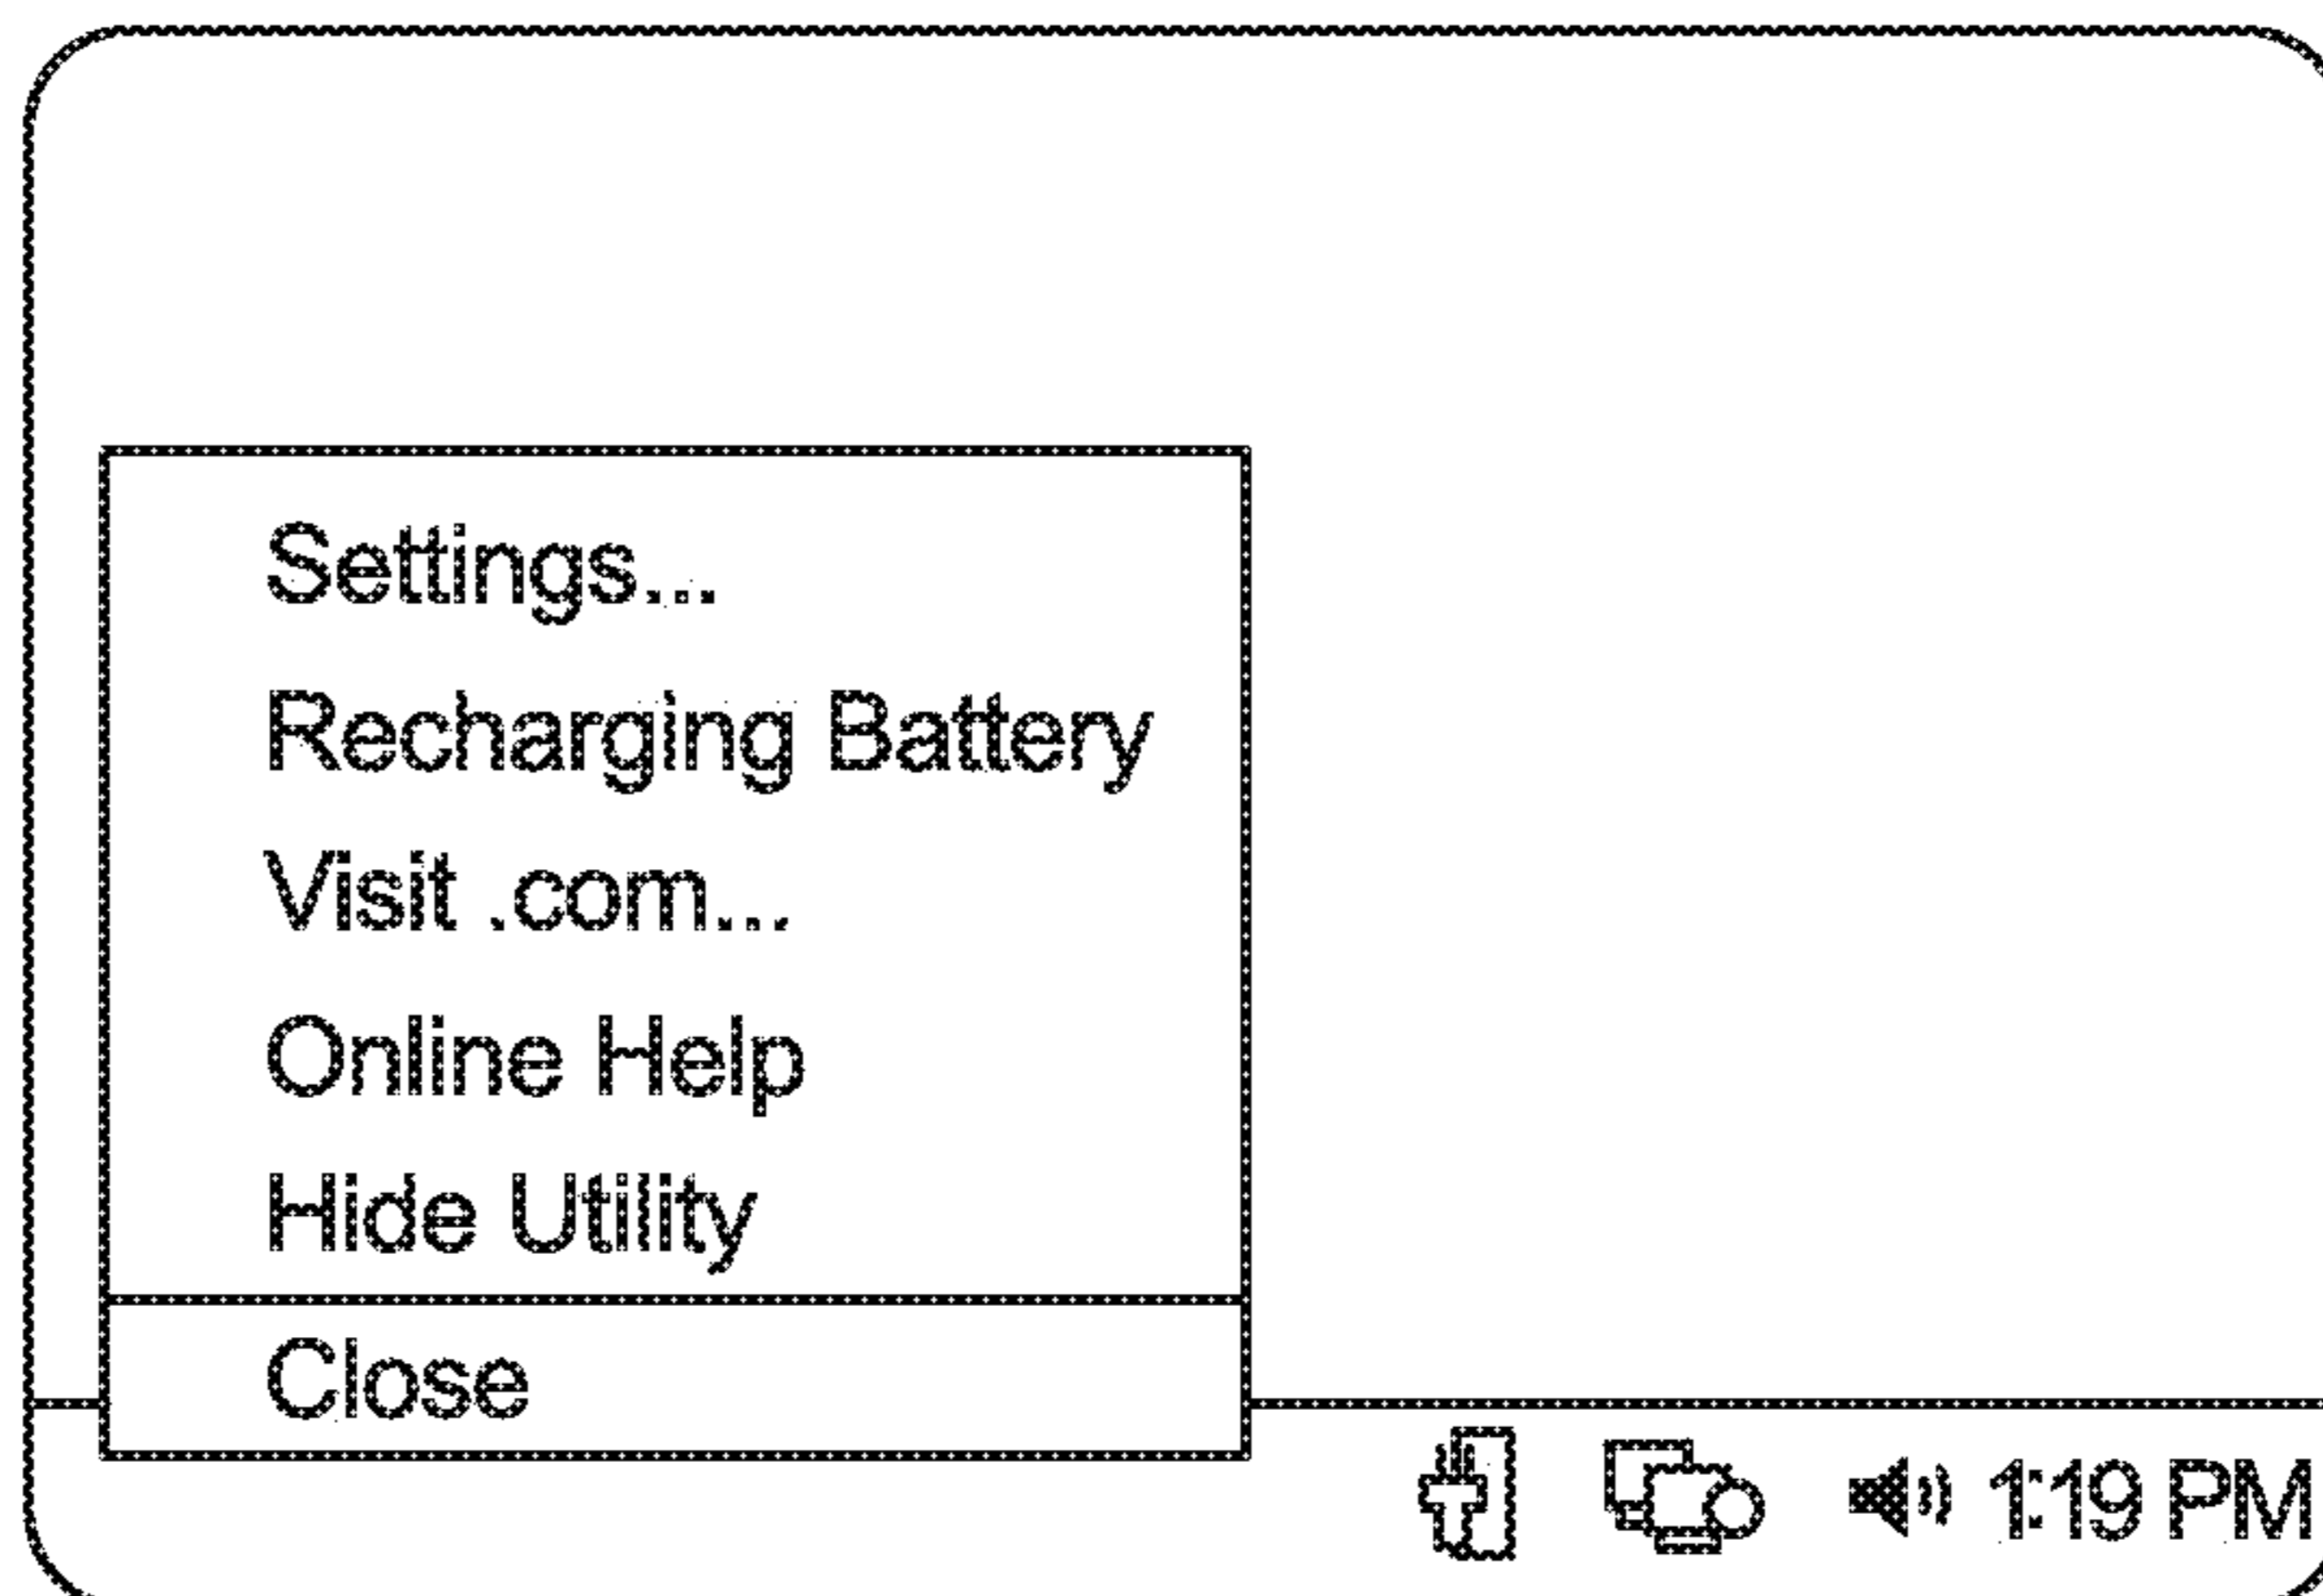 Settings...
Recharging Battery
Visit .com...
Online Help
Hide Utility
Close
1:19 PM